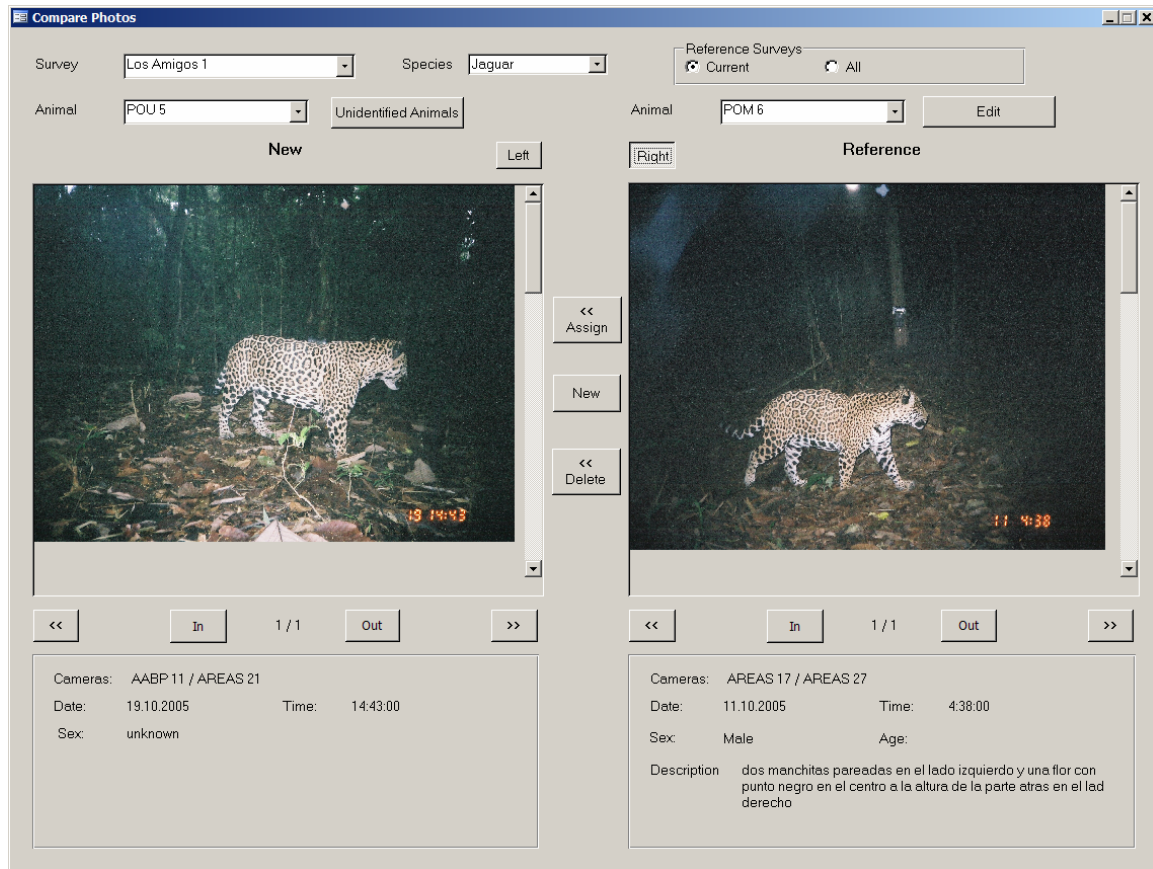 Compare Photos
Survey Los Amigos 1 Species Jaguar
Reference Surveys
Current All
Animal POU 5 Unidentified Animals Animal POM 6 Edit
New Left Right Reference
19 14:43
11 4:38
<<
Assign
New
<<
Delete
<< In 1 / 1 Out >> << In 1 / 1 Out >>
Cameras: AABP 11 / AREAS 21
Date: 19.10.2005 Time: 14:43:00
Sex: unknown
Cameras: AREAS 17 / AREAS 27
Date: 11.10.2005 Time: 4:38:00
Sex: Male Age:
Description dos manchitas pareadas en el lado izquierdo y una flor con
punto negro en el centro a la altura de la parte atras en el lad
derecho